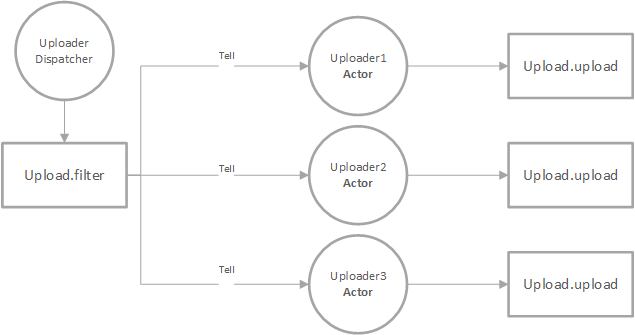 Uploader
Dispatcher
Upload.filter
Tell
Uploader1
Actor
Upload.upload
Tell
Uploader2
Actor
Upload.upload
Tell
Uploader3
Actor
Upload.upload